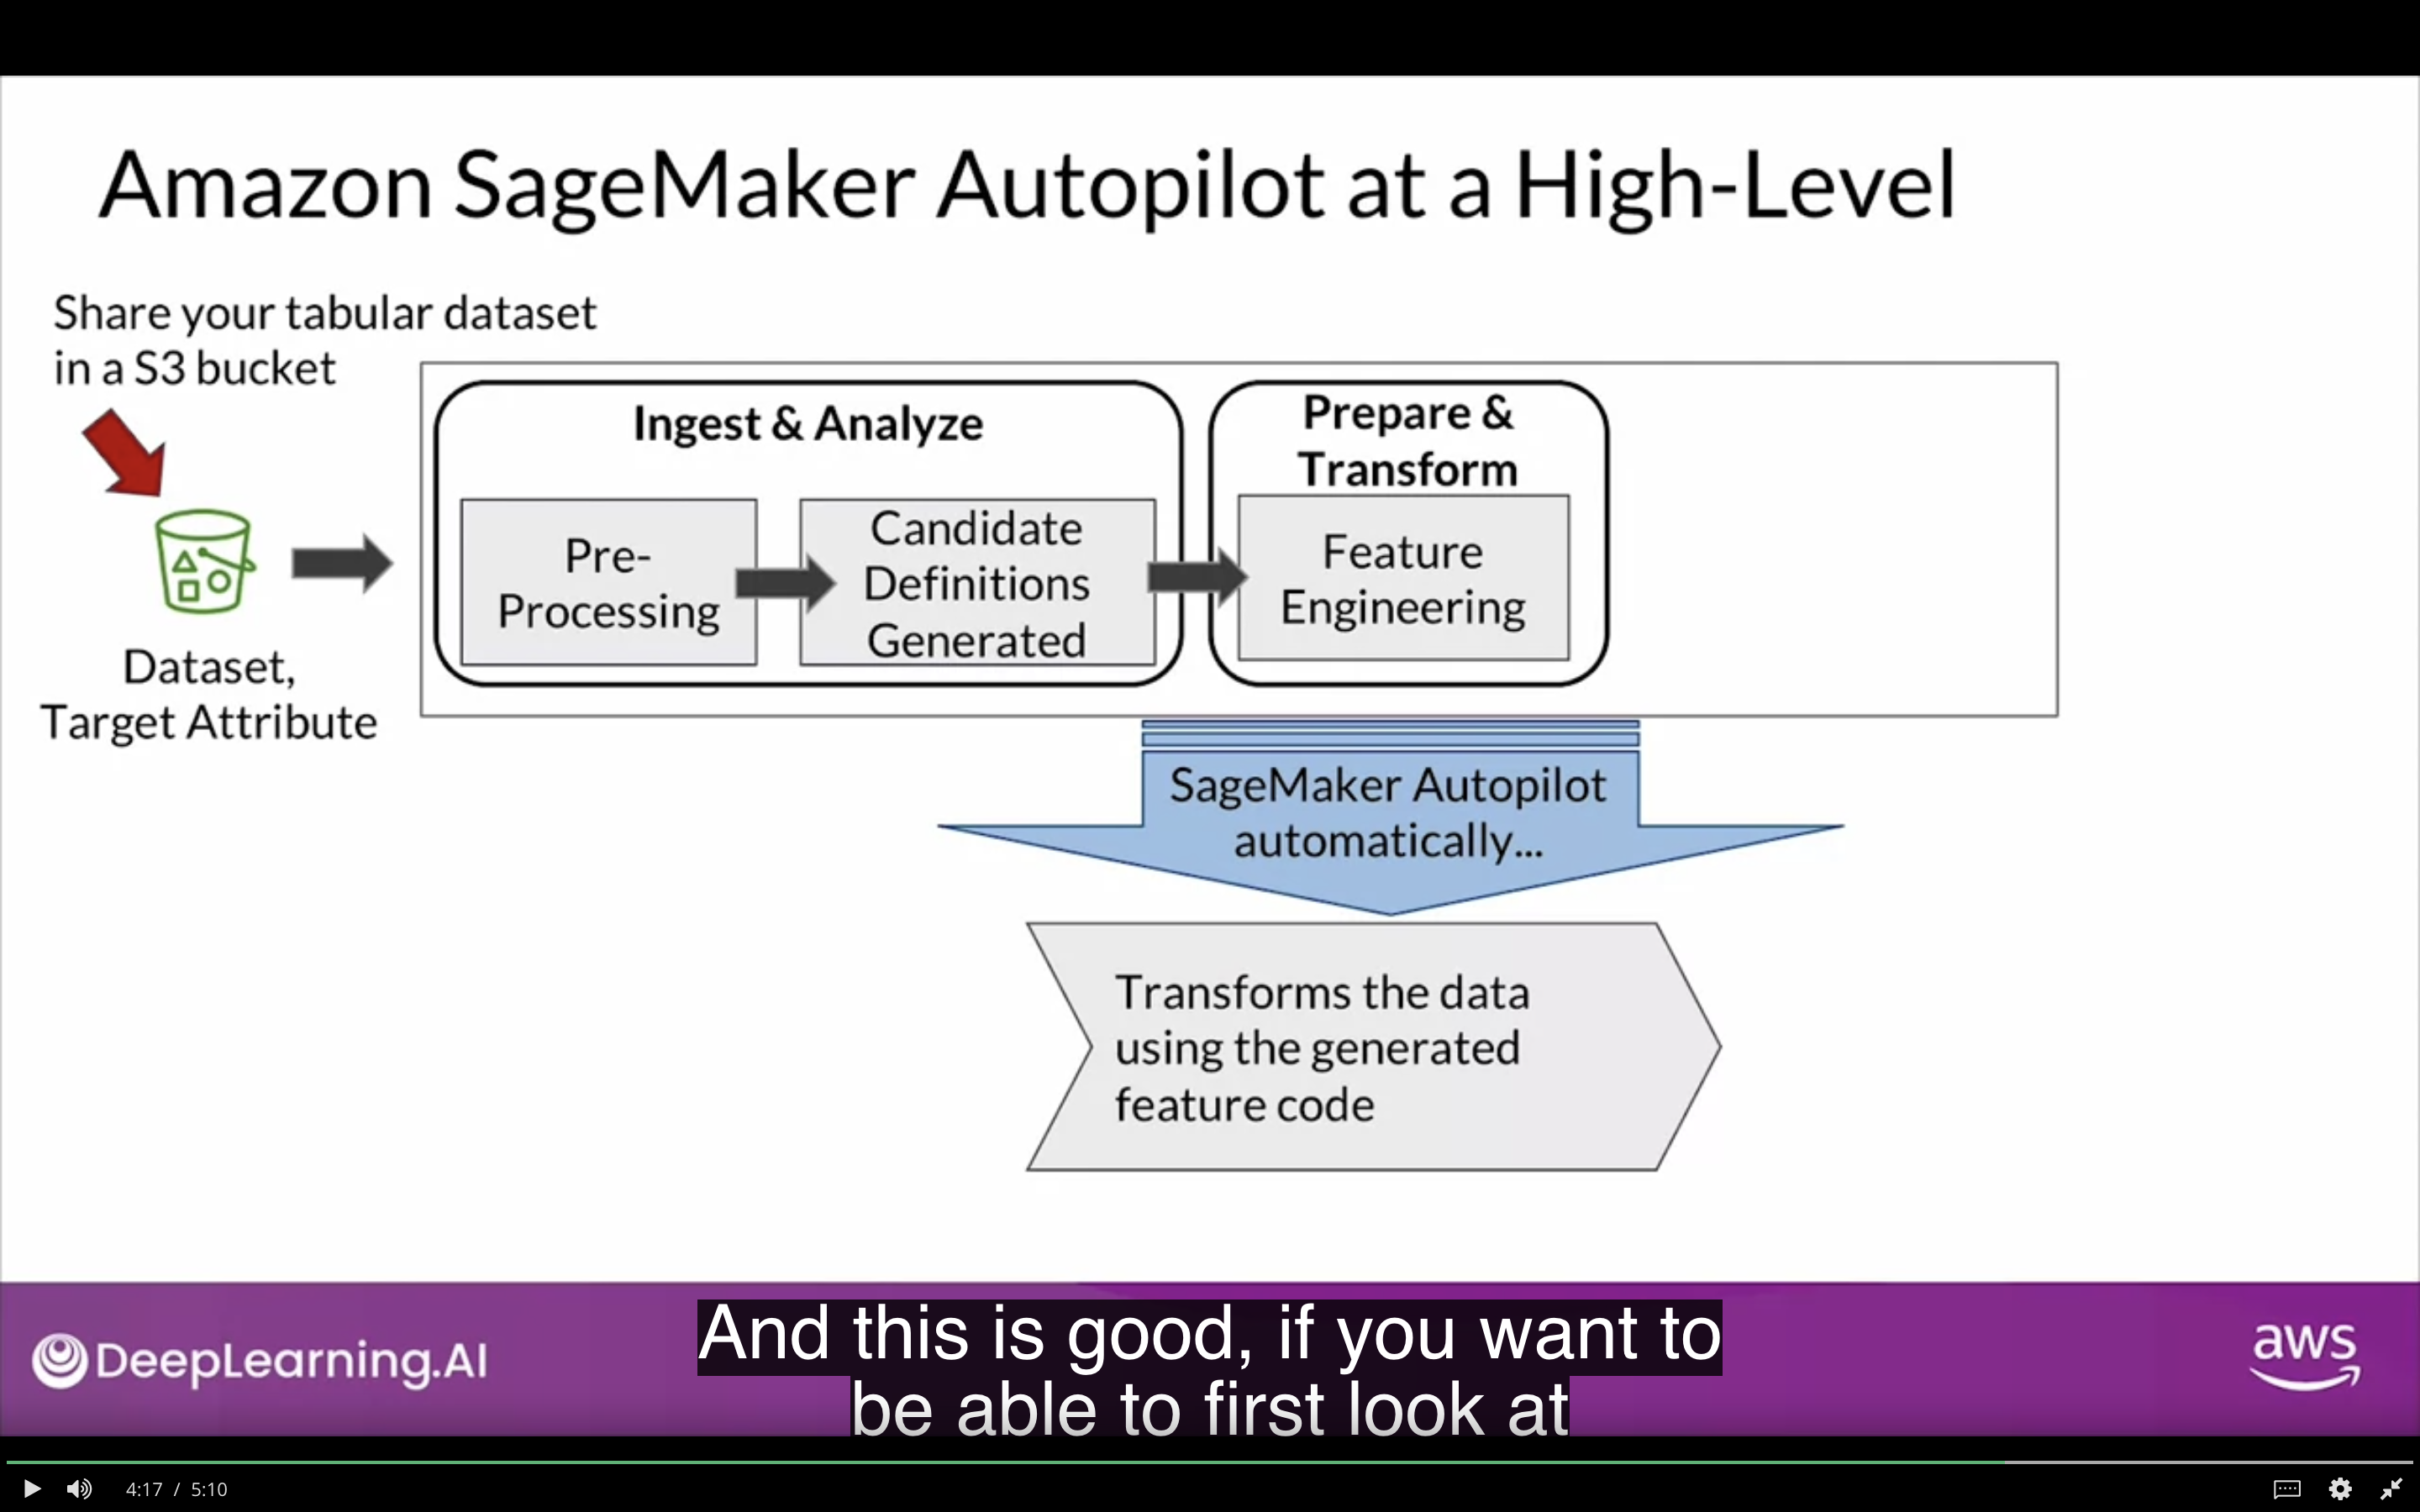 Amazon SageMaker Autopilot at a High-Level
Share your tabular dataset
in a S3 bucket
Dataset,
Target Attribute
Ingest & Analyze
Pre-
Processing
Candidate
Definitions
Generated
Prepare &
Transform
Feature
Engineering
SageMaker Autopilot
automatically...
Transforms the data
using the generated
feature code
DeepLearning.AI
And this is good, if you want to
be able to first look at
aws
4:17 / 5:10